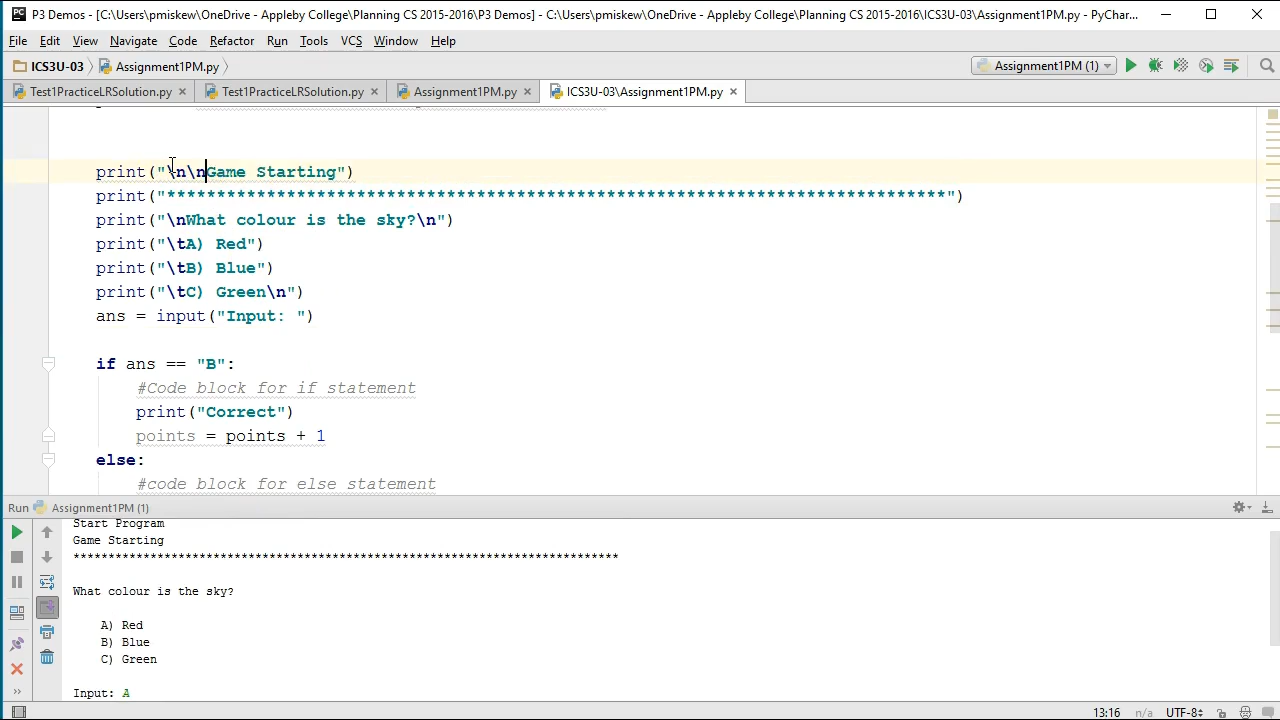 P3 Demos - [C:\Users\pmiskew\OneDrive - Appleby College\Planning CS 2015-2016\P3 Demos] - C:\Users\pmiskew\OneDrive - Appleby College\Planning CS 2015-2016\ICS3U-03\Assignment1PM.py - PyChar...
File Edit View Navigate Code Refactor Run Tools VCS Window Help
ICS3U-03 Assignment1PM.py Assignment1PM (1)
Test1PracticeLRSolution.py Test1PracticeLRSolution.py Assignment1PM.py ICS3U-03\Assignment1PM.py
print("\n\nGame Starting")
print("******************************************************************************")
print("\nWhat colour is the sky?\n")
print("\tA) Red")
print("\tB) Blue")
print("\tC) Green\n")
ans = input("Input: ")
if ans == "B":
#Code block for if statement
print("Correct")
points = points + 1
else:
#code block for else statement
Run Assignment1PM (1)
Start Program
Game Starting
******************************************************************************
What colour is the sky?
A) Red
B) Blue
C) Green
Input: A
13:16 n/a UTF-8